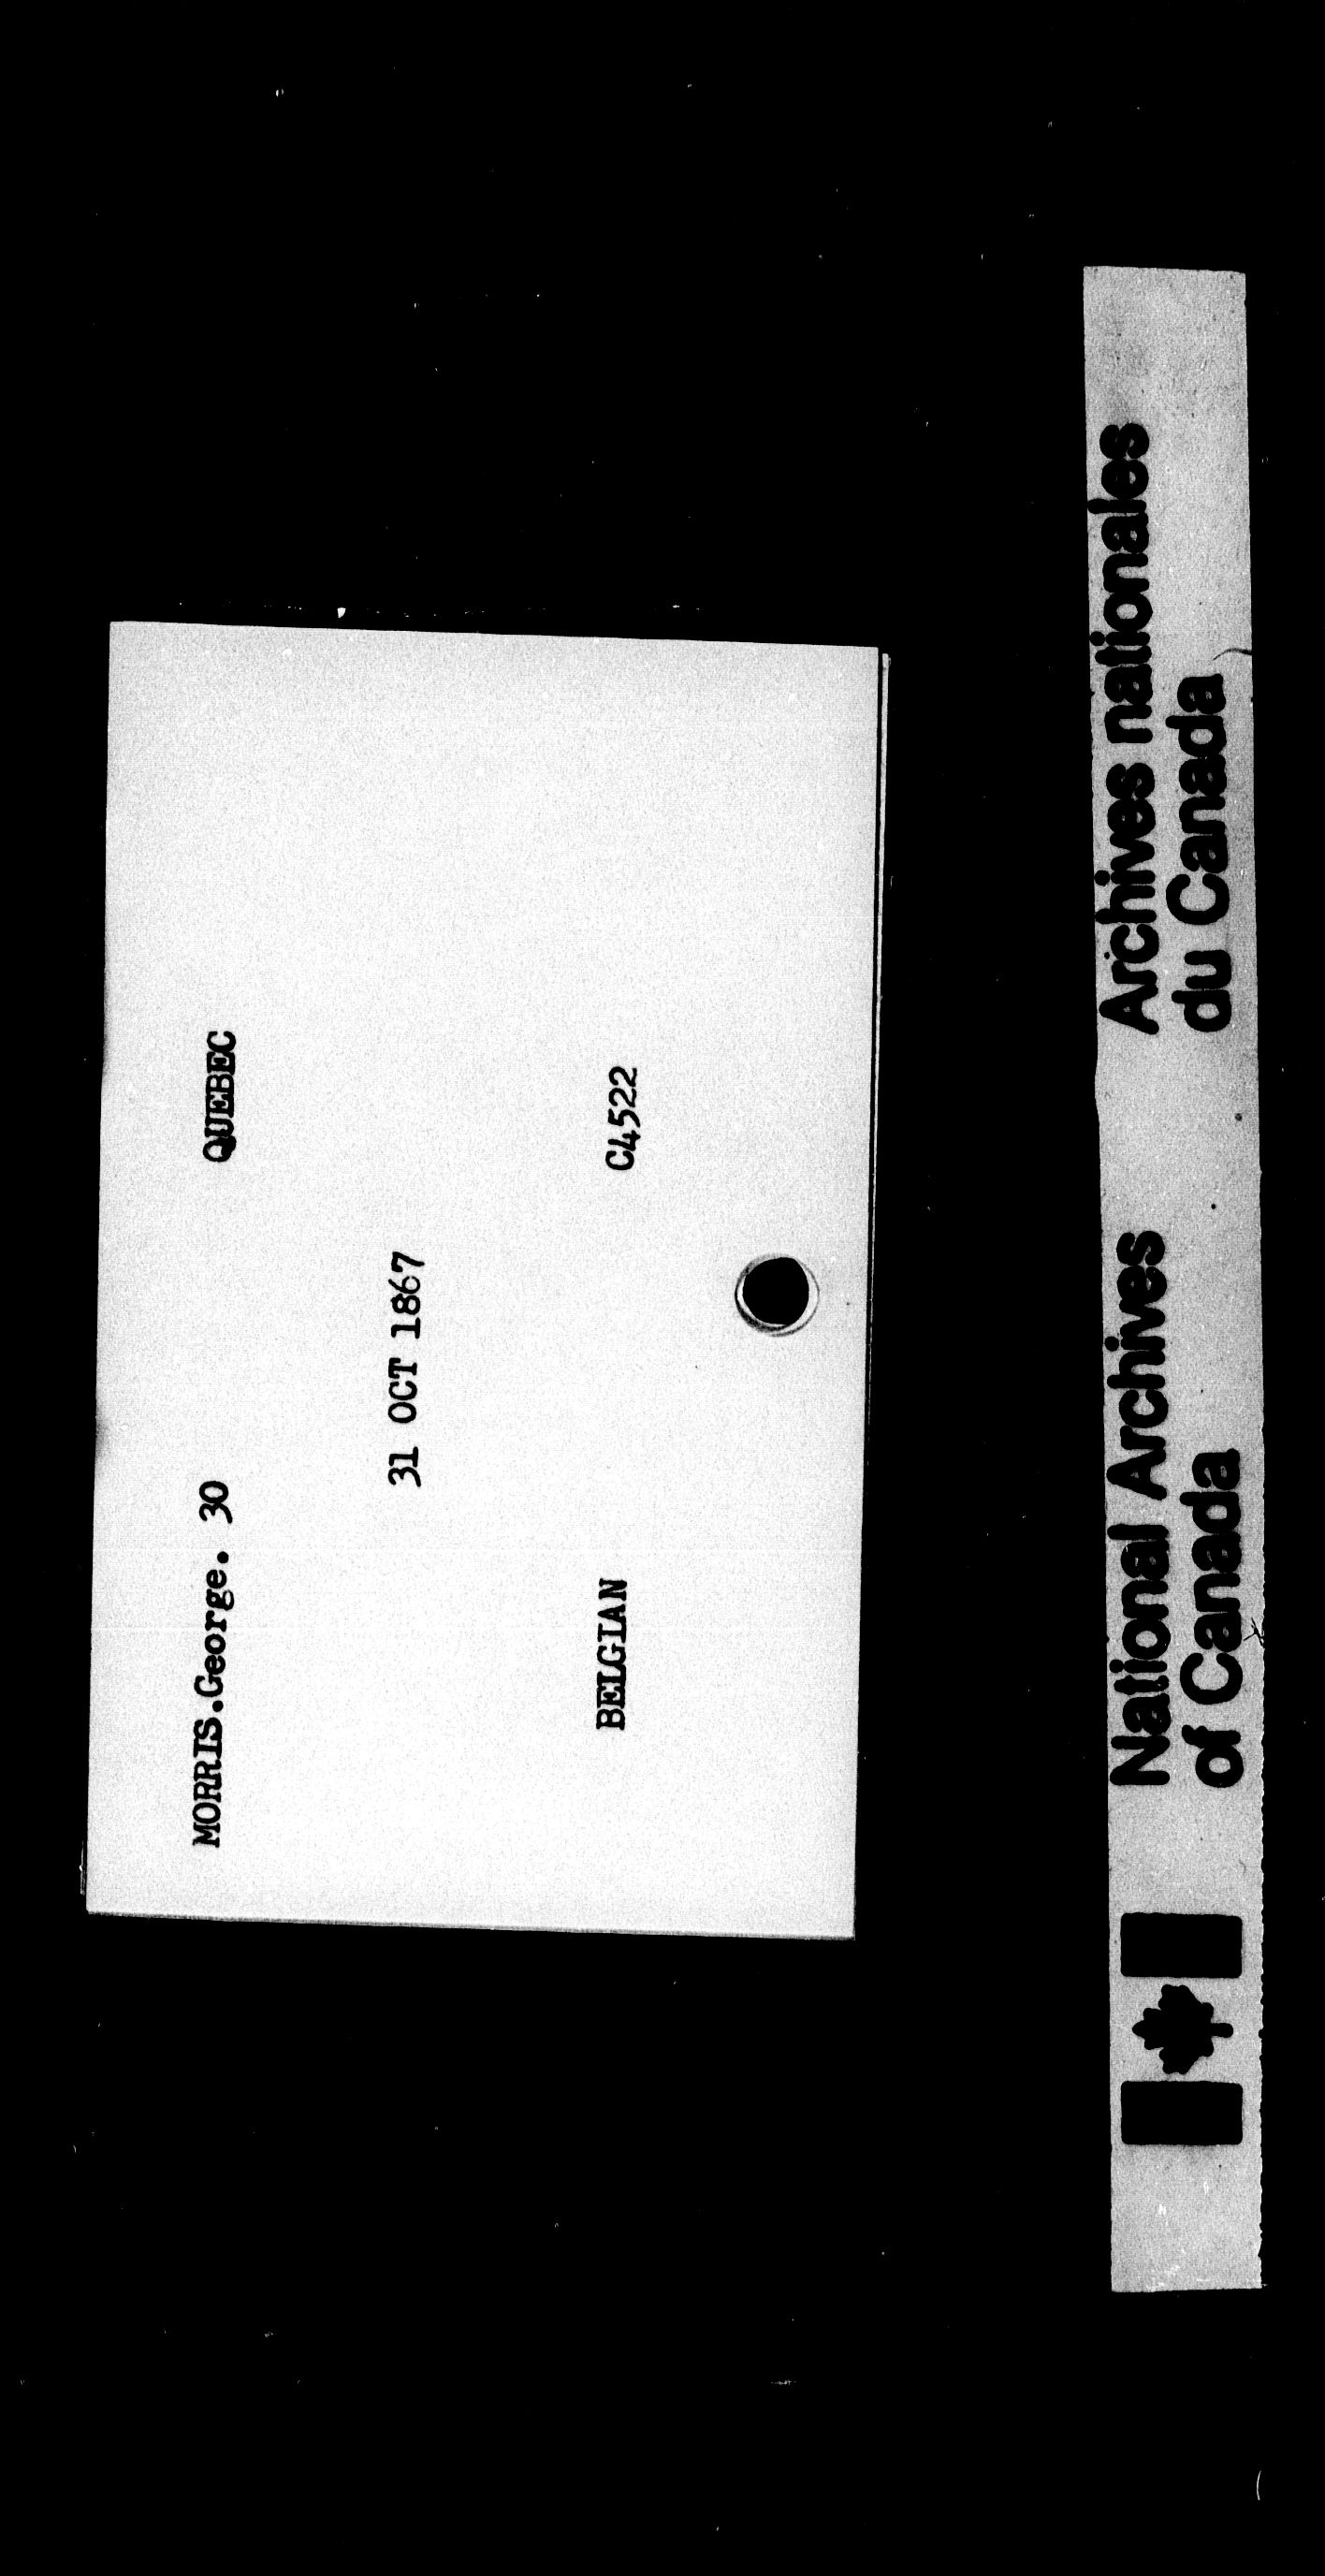 MORRIS.George. 30 QUEBEC
31 OCT 1867
BELGIAN C4522
National Archives
of Canada
Archives nationales
du Canada